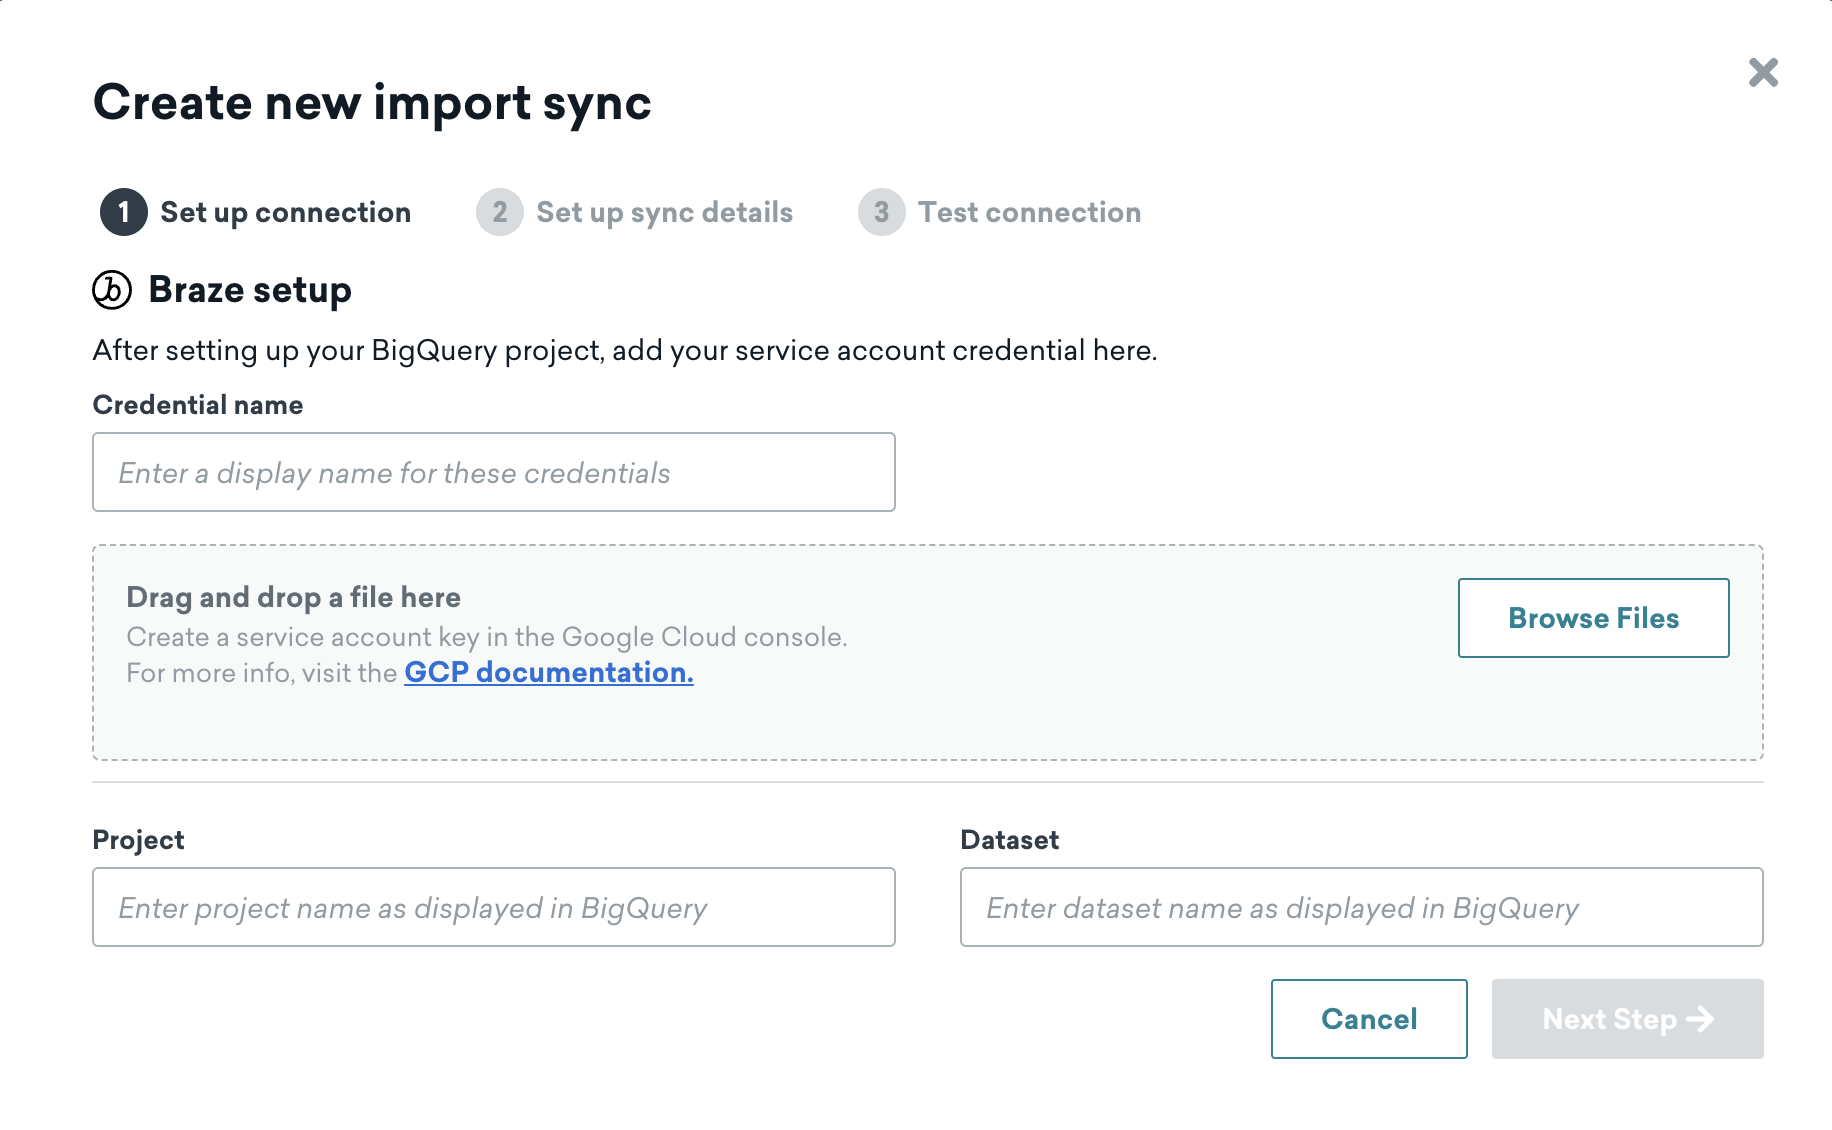 Create new import sync
1 Set up connection 2 Set up sync details 3 Test connection
b Braze setup
After setting up your BigQuery project, add your service account credential here.
Credential name
Enter a display name for these credentials
Drag and drop a file here
Browse Files
Create a service account key in the Google Cloud console.
For more info, visit the GCP documentation.
Project Dataset
Enter project name as displayed in BigQuery Enter dataset name as displayed in BigQuery
Cancel Next Step →